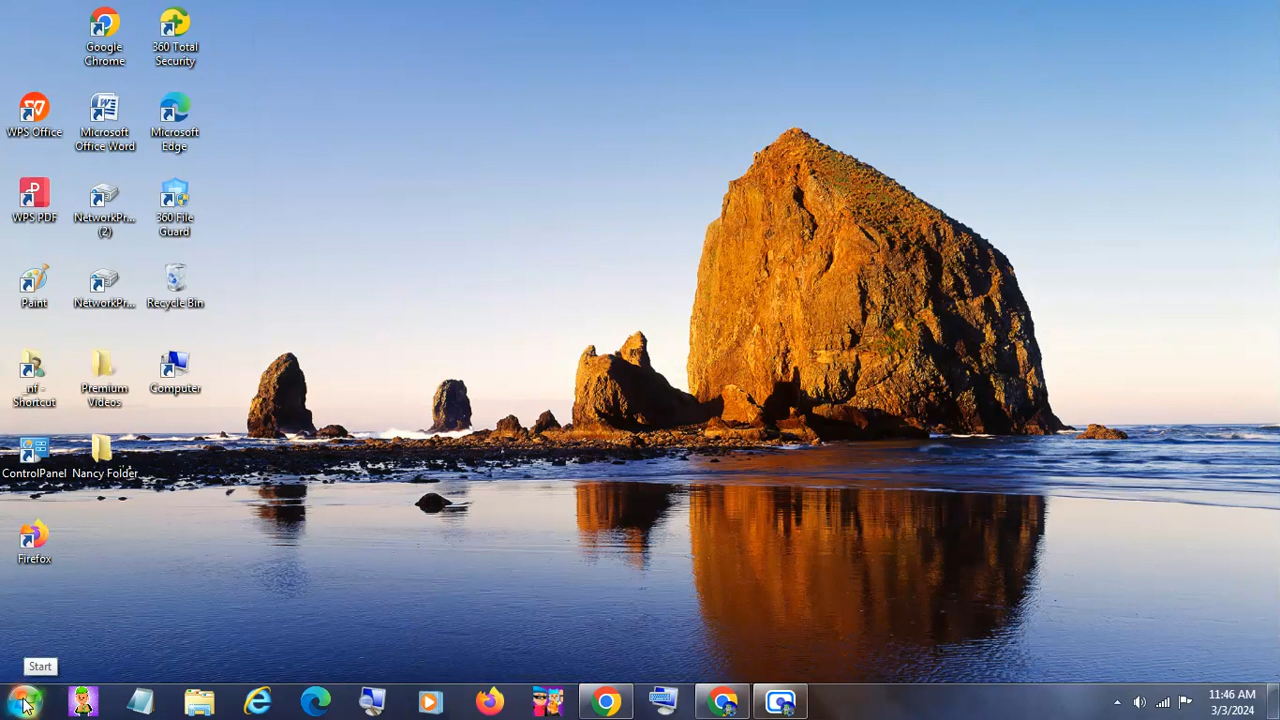 Google
Chrome
360 Total
Security
WPS Office
Microsoft
Office Word
Microsoft
Edge
WPS PDF
NetworkPr...
(2)
360 File
Guard
Paint
NetworkPr...
Recycle Bin
nf -
Shortcut
Premium
Videos
Computer
ControlPanel
Nancy Folder
Firefox
Start
11:46 AM
3/3/2024